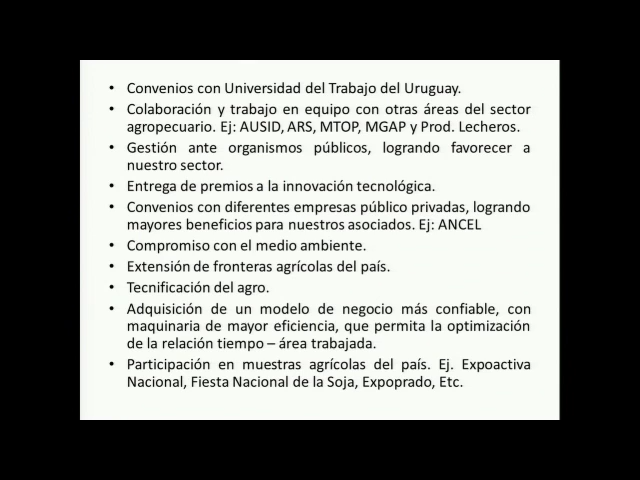 • Convenios con Universidad del Trabajo del Uruguay.
• Colaboración y trabajo en equipo con otras áreas del sector
agropecuario. Ej: AUSID, ARS, MTOP, MGAP y Prod. Lecheros.
• Gestión ante organismos públicos, logrando favorecer a
nuestro sector.
• Entrega de premios a la innovación tecnológica.
• Convenios con diferentes empresas público privadas, logrando
mayores beneficios para nuestros asociados. Ej: ANCEL
• Compromiso con el medio ambiente.
• Extensión de fronteras agrícolas del país.
• Tecnificación del agro.
• Adquisición de un modelo de negocio más confiable, con
maquinaria de mayor eficiencia, que permita la optimización
de la relación tiempo – área trabajada.
• Participación en muestras agrícolas del país. Ej. Expoactiva
Nacional, Fiesta Nacional de la Soja, Expoprado, Etc.